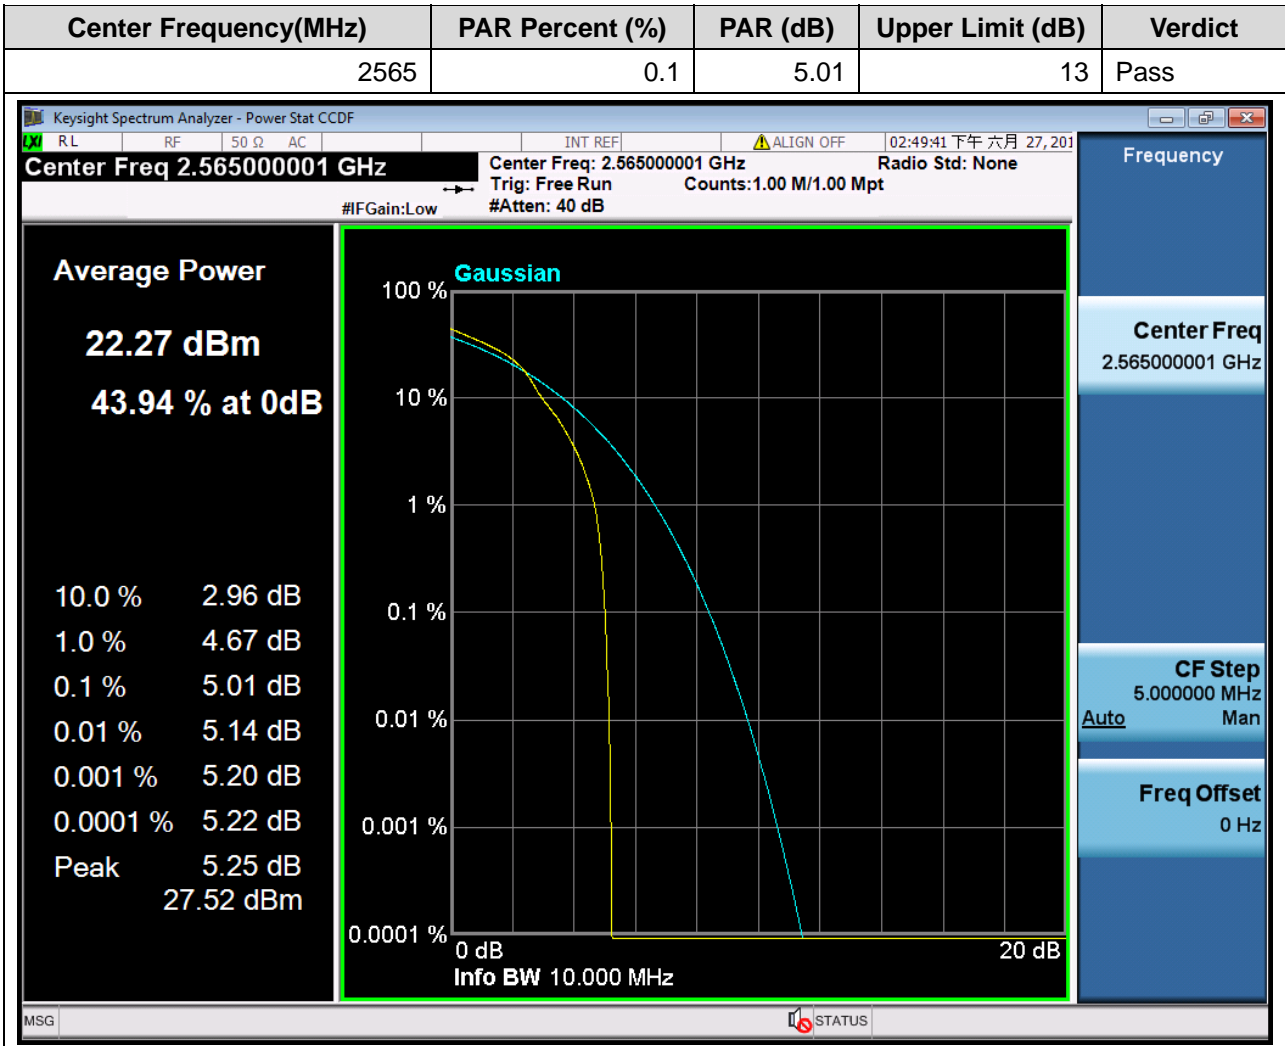 Center Frequency(MHz) PAR Percent (%) PAR (dB) Upper Limit (dB) Verdict
2565 0.1 5.01 13 Pass
Keysight Spectrum Analyzer - Power Stat CCDF
LXI RL RF 50 Ω AC INT REF ALIGN OFF 02:49:41 下午 六月 27, 201
Center Freq 2.565000001 GHz
Center Freq: 2.565000001 GHz Radio Std: None
Trig: Free Run Counts:1.00 M/1.00 Mpt
#IFGain:Low #Atten: 40 dB
Average Power
22.27 dBm
43.94 % at 0dB
10.0 % 2.96 dB
1.0 % 4.67 dB
0.1 % 5.01 dB
0.01 % 5.14 dB
0.001 % 5.20 dB
0.0001 % 5.22 dB
Peak 5.25 dB
27.52 dBm
Gaussian
100 %
10 %
1 %
0.1 %
0.01 %
0.001 %
0.0001 %
0 dB 20 dB
Info BW 10.000 MHz
Frequency
Center Freq
2.565000001 GHz
CF Step
5.000000 MHz
Auto Man
Freq Offset
0 Hz
MSG STATUS